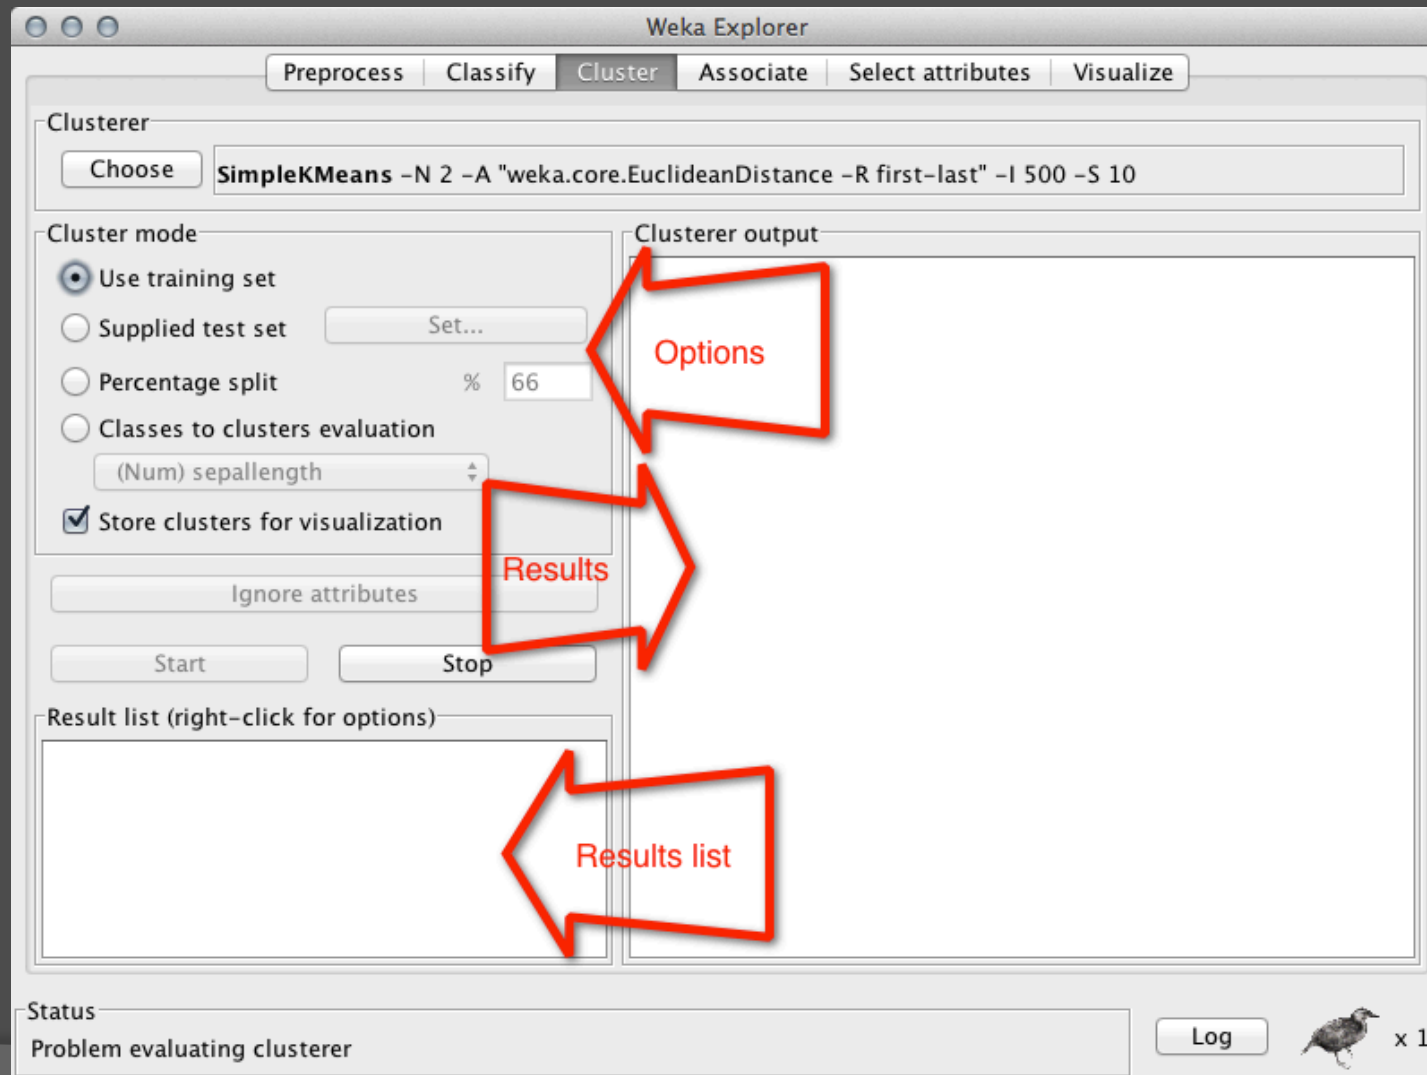 Weka Explorer
Preprocess Classify Cluster Associate Select attributes Visualize
Clusterer
Choose SimpleKMeans -N 2 -A "weka.core.EuclideanDistance -R first-last" -I 500 -S 10
Cluster mode
Use training set
Supplied test set Set...
Percentage split % 66
Classes to clusters evaluation
(Num) sepallength
Store clusters for visualization
Ignore attributes
Start Stop
Result list (right-click for options)
Clusterer output
Options
Results
Results list
Status
Problem evaluating clusterer
Log x 1